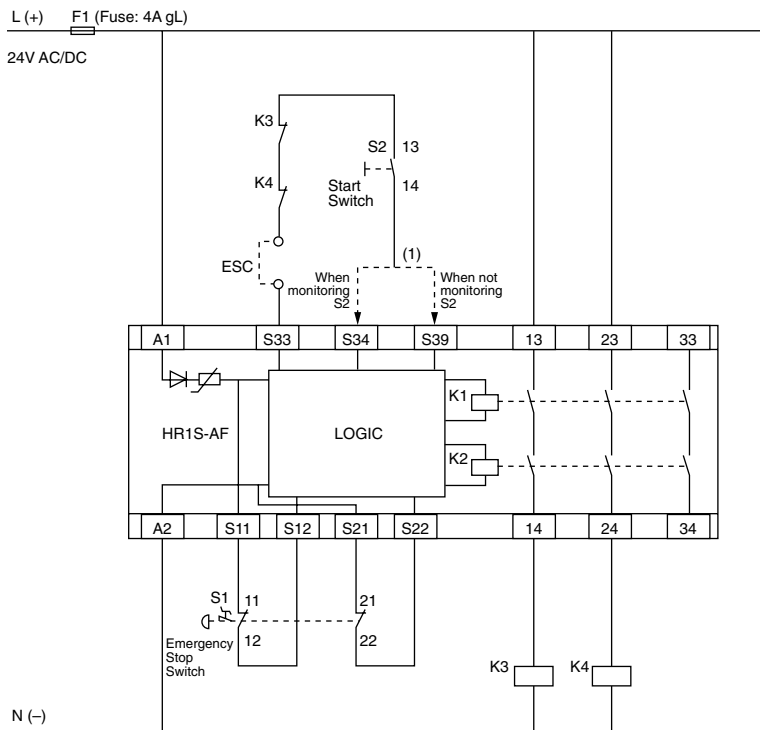 L (+)
F1 (Fuse: 4A gL)
24V AC/DC
K3
S2
13
K4
14
Start
Switch
ESC
(1)
When
monitoring
S2
When not
monitoring
S2
A1
S33
S34
S39
13
23
33
HR1S-AF
LOGIC
K1
K2
A2
S11
S12
S21
S22
14
24
34
S1
11
12
21
22
Emergency
Stop
Switch
K3
K4
N (–)